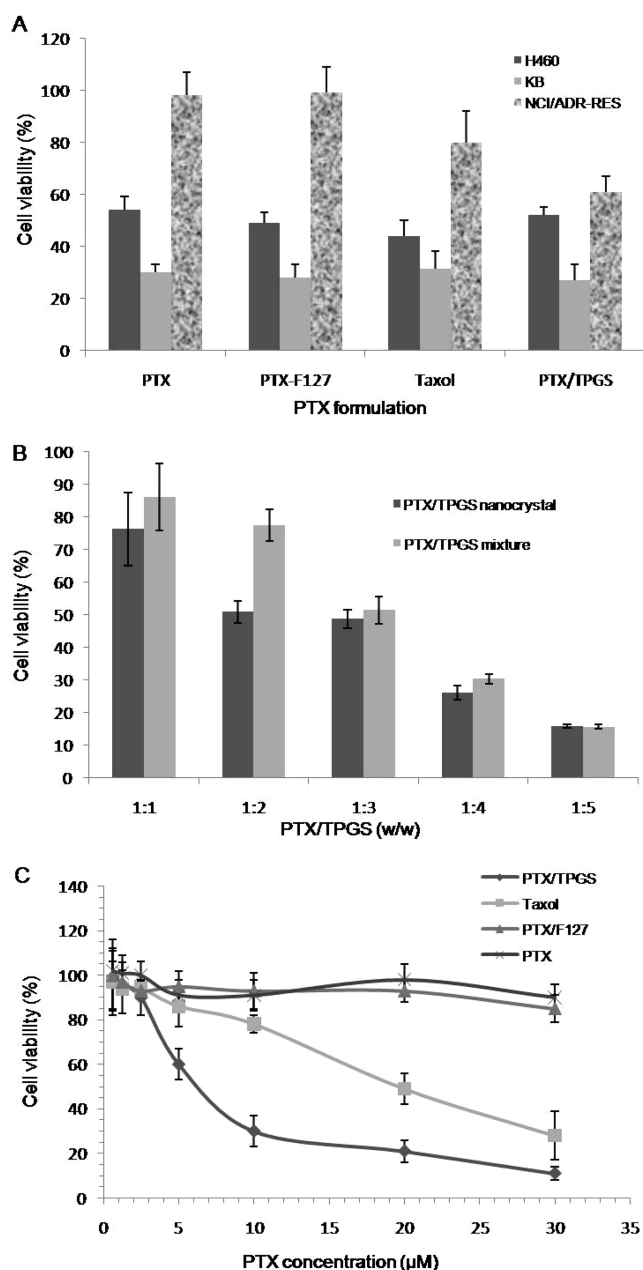 A
H460
KB
NCI/ADR-RES
120
100
80
60
40
20
0
Cell viability (%)
PTX PTX-F127 Taxol PTX/TPGS
PTX formulation
B
PTX/TPGS nanocrystal
PTX/TPGS mixture
100
90
80
70
60
50
40
30
20
10
0
Cell viability (%)
1:1 1:2 1:3 1:4 1:5
PTX/TPGS (w/w)
C
PTX/TPGS
Taxol
PTX/F127
PTX
140
120
100
80
60
40
20
0
Cell viability (%)
0 5 10 15 20 25 30 35
PTX concentration (µM)